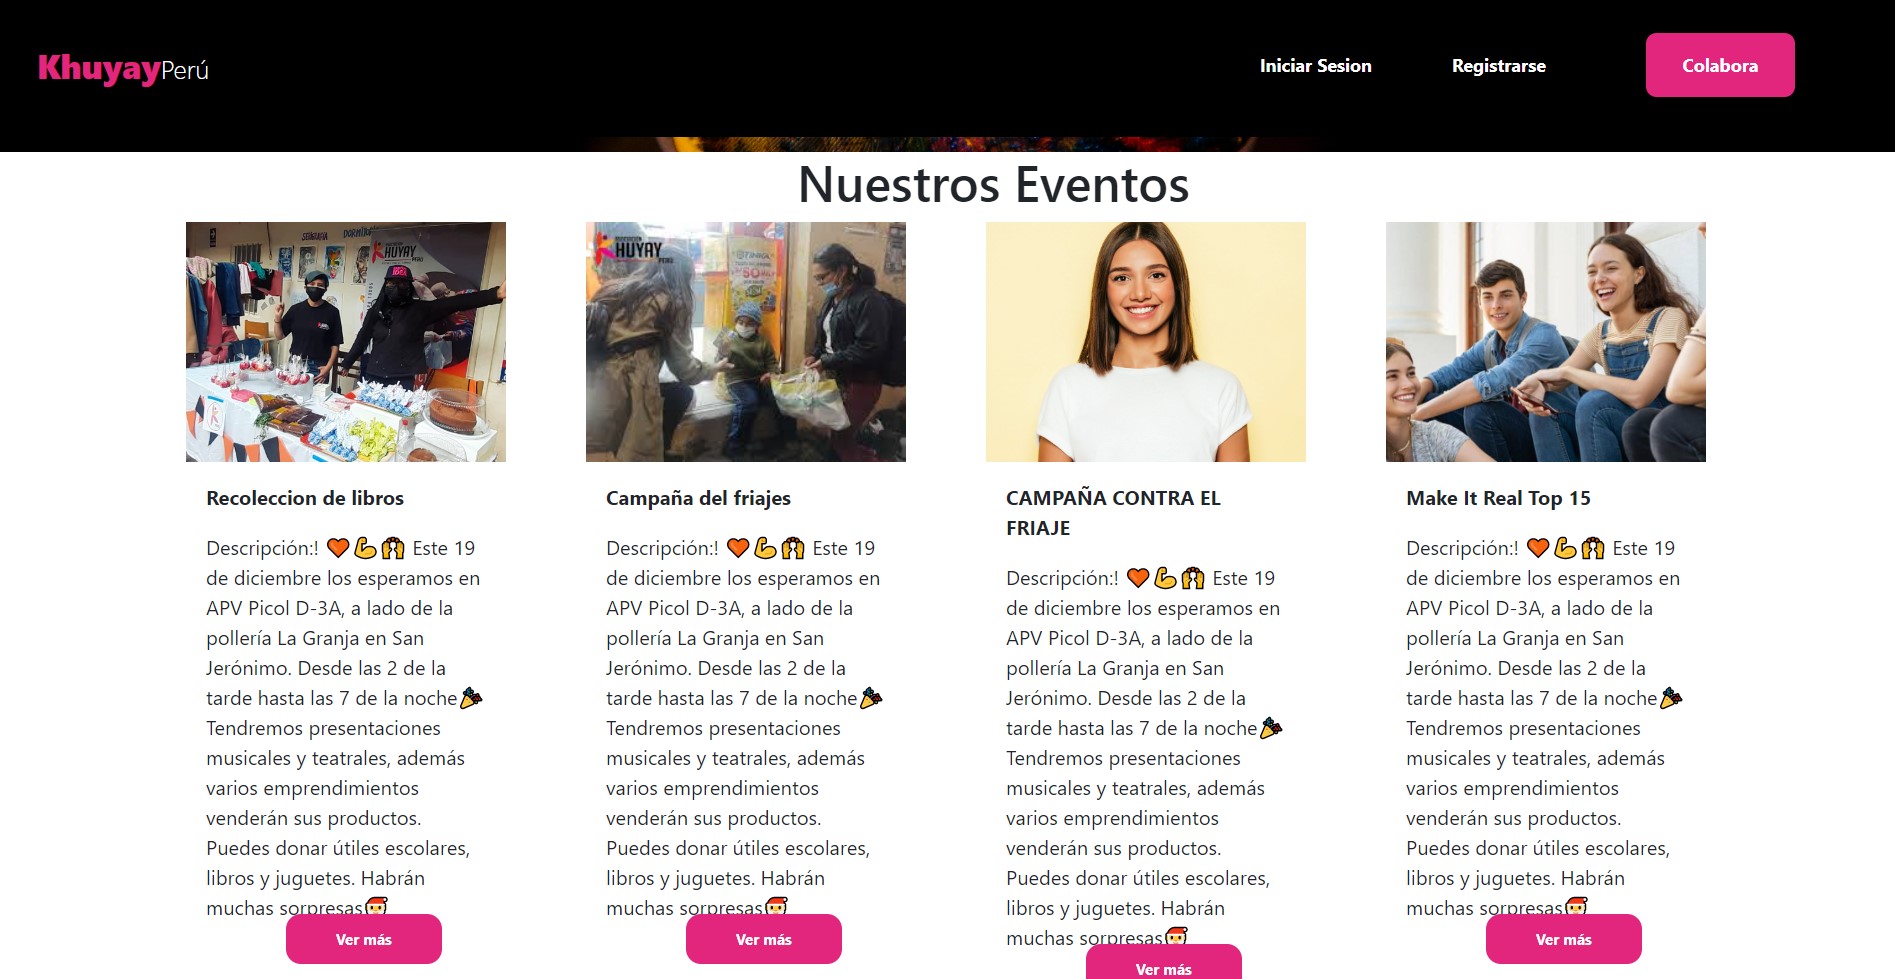 KhuyayPerú
Iniciar Sesion
Registrarse
Colabora
Nuestros Eventos
HUYAY
HUYAY
PERÚ
50
Recoleccion de libros
Descripción:! 🧡💪🙌 Este 19
de diciembre los esperamos en
APV Picol D-3A, a lado de la
pollería La Granja en San
Jerónimo. Desde las 2 de la
tarde hasta las 7 de la noche🎉
Tendremos presentaciones
musicales y teatrales, además
varios emprendimientos
venderán sus productos.
Puedes donar útiles escolares,
libros y juguetes. Habrán
muchas sorpresas🎅
Ver más
Campaña del friajes
Descripción:! 🧡💪🙌 Este 19
de diciembre los esperamos en
APV Picol D-3A, a lado de la
pollería La Granja en San
Jerónimo. Desde las 2 de la
tarde hasta las 7 de la noche🎉
Tendremos presentaciones
musicales y teatrales, además
varios emprendimientos
venderán sus productos.
Puedes donar útiles escolares,
libros y juguetes. Habrán
muchas sorpresas🎅
Ver más
CAMPAÑA CONTRA EL
FRIAJE
Descripción:! 🧡💪🙌 Este 19
de diciembre los esperamos en
APV Picol D-3A, a lado de la
pollería La Granja en San
Jerónimo. Desde las 2 de la
tarde hasta las 7 de la noche🎉
Tendremos presentaciones
musicales y teatrales, además
varios emprendimientos
venderán sus productos.
Puedes donar útiles escolares,
libros y juguetes. Habrán
muchas sorpresas🎅
Ver más
Make It Real Top 15
Descripción:! 🧡💪🙌 Este 19
de diciembre los esperamos en
APV Picol D-3A, a lado de la
pollería La Granja en San
Jerónimo. Desde las 2 de la
tarde hasta las 7 de la noche🎉
Tendremos presentaciones
musicales y teatrales, además
varios emprendimientos
venderán sus productos.
Puedes donar útiles escolares,
libros y juguetes. Habrán
muchas sorpresas🎅
Ver más